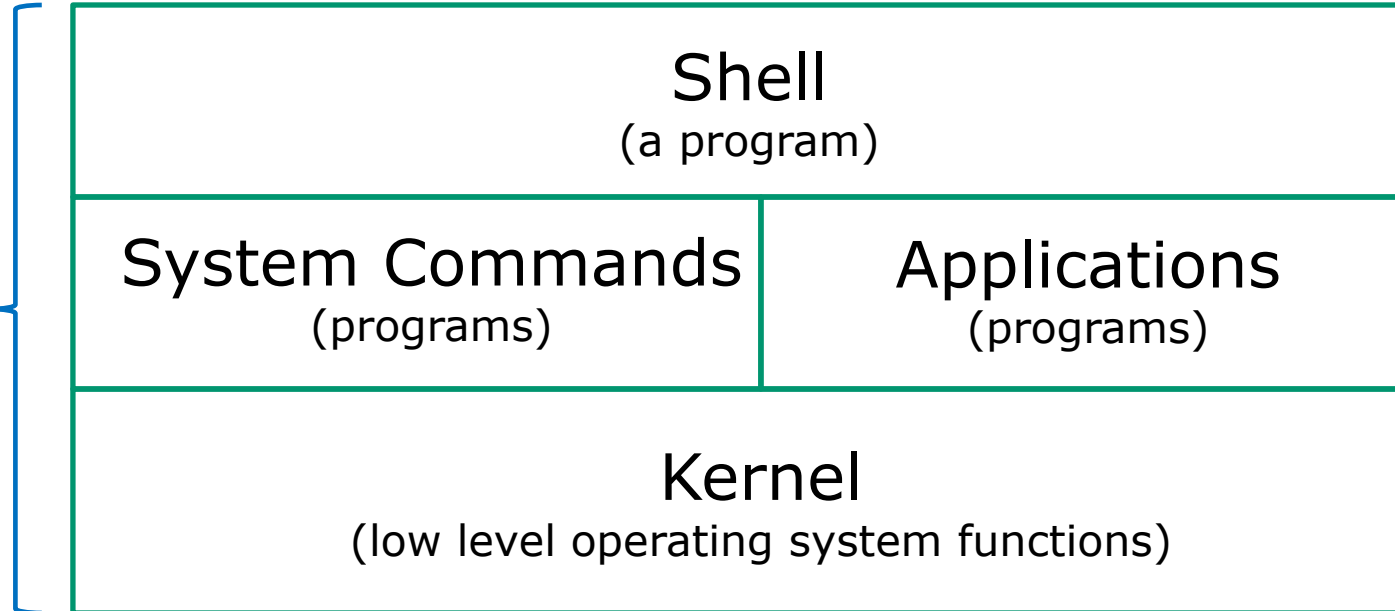 Shell
(a program)
System Commands
(programs)
Applications
(programs)
Kernel
(low level operating system functions)